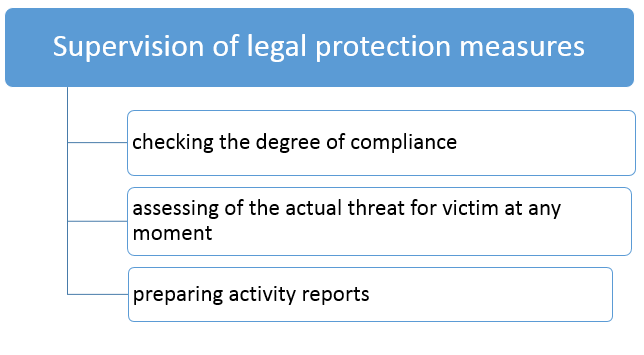 Supervision of legal protection measures
checking the degree of compliance
assessing of the actual threat for victim at any
moment
preparing activity reports